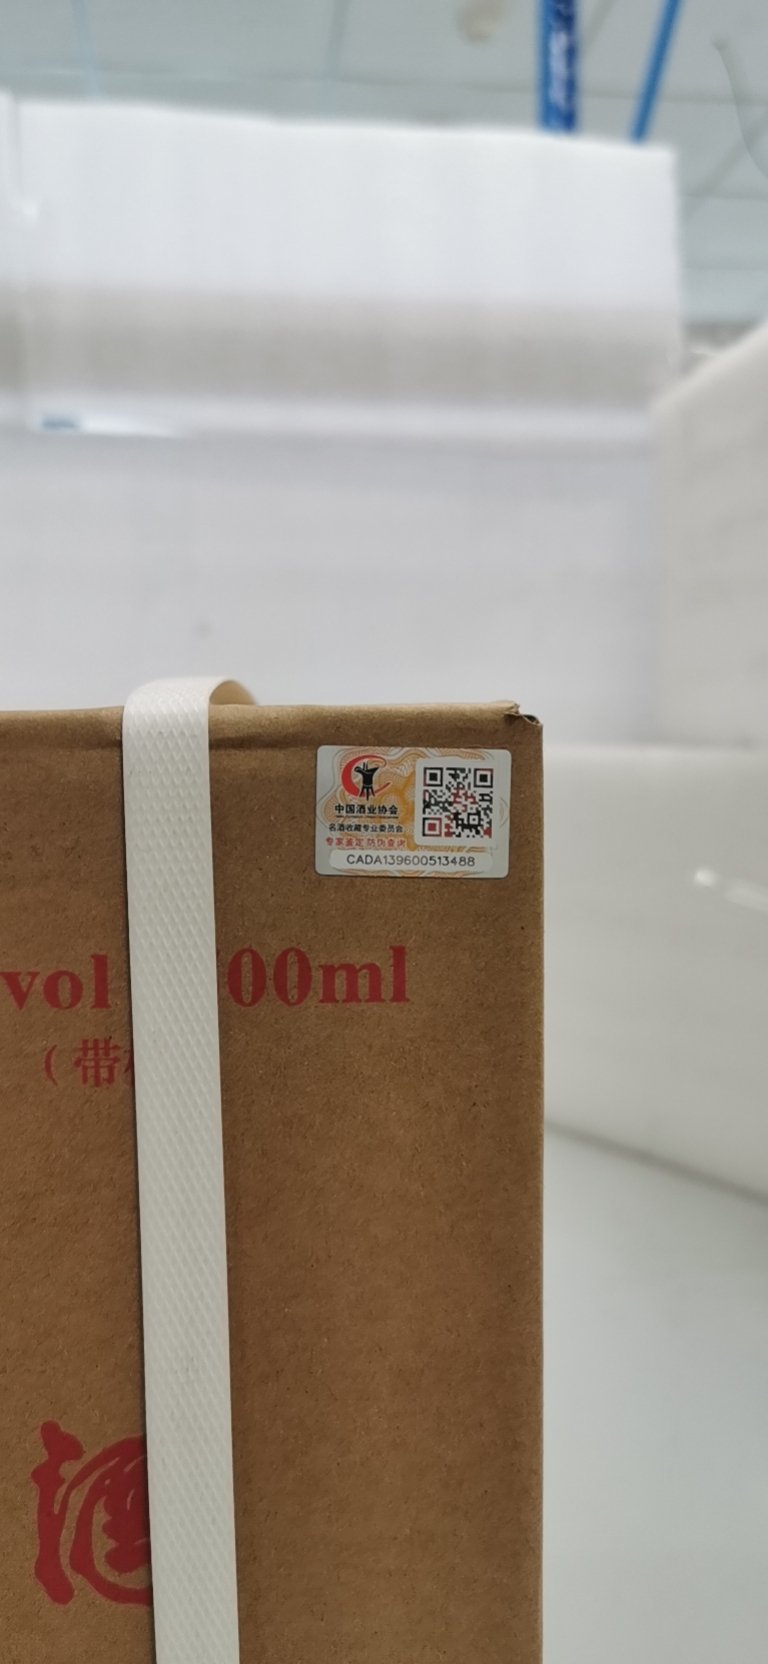 中国酒业协会
名酒收藏专业委员会
专家鉴定 防伪查询
CADA139600513488
vol 00ml
（带
酒